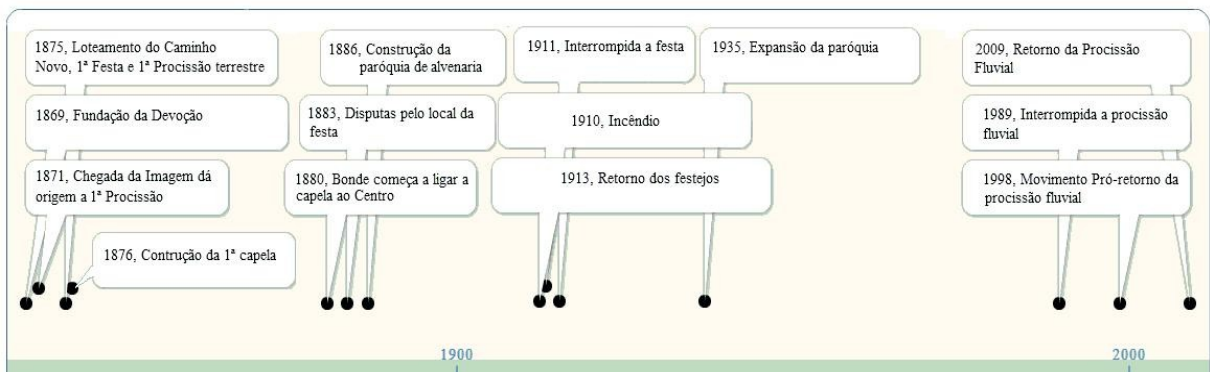 1875, Loteamento do Caminho
Novo, 1ª Festa e 1ª Procissão terrestre
1869, Fundação da Devoção
1871, Chegada da Imagem dá
origem a 1ª Procissão
1876, Contrução da 1ª capela
1886, Construção da
paróquia de alvenaria
1883, Disputas pelo local da
festa
1880, Bonde começa a ligar a
capela ao Centro
1911, Interrompida a festa
1910, Incêndio
1913, Retorno dos festejos
1935, Expansão da paróquia
2009, Retorno da Procissão
Fluvial
1989, Interrompida a procissão
fluvial
1998, Movimento Pró-retorno da
procissão fluvial
1900
2000